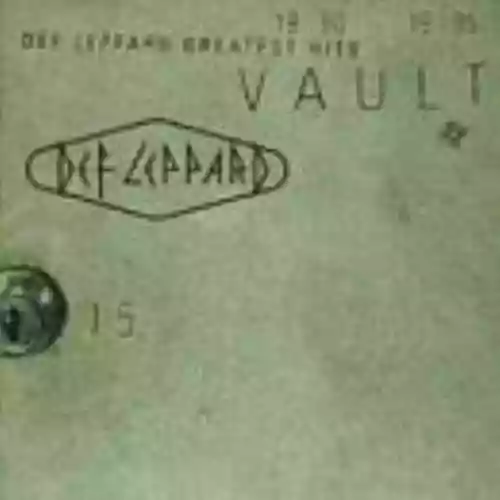 19 80 19 95
DEF LEPPARD GREATEST HITS
VAULT
DEF LEPPARD
15